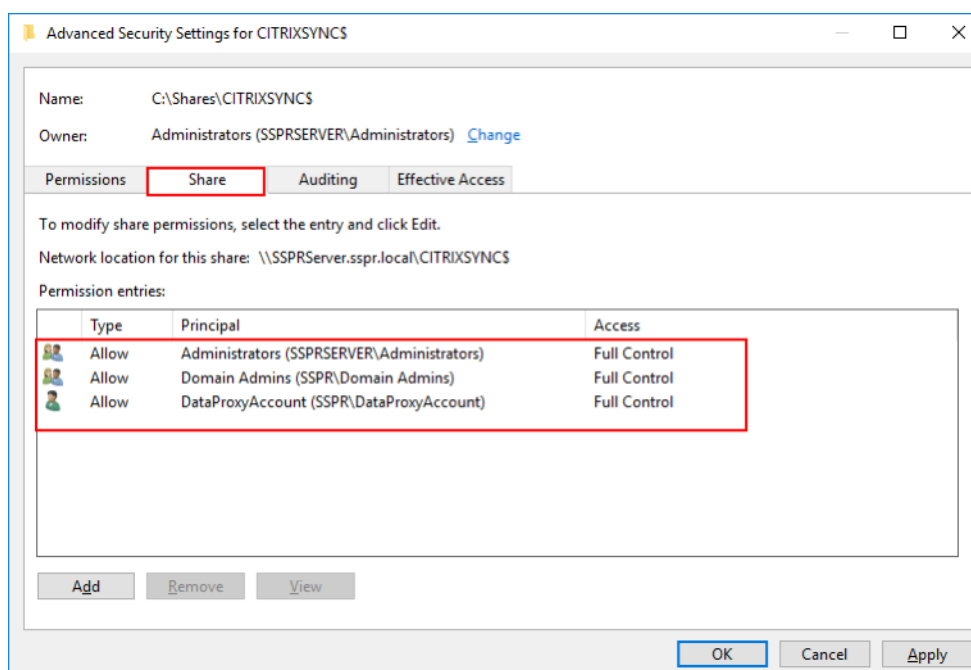 Advanced Security Settings for CITRIXSYNC$
Name: C:\Shares\CITRIXSYNC$
Owner: Administrators (SSPRSERVER\Administrators) Change
Permissions Share Auditing Effective Access
To modify share permissions, select the entry and click Edit.
Network location for this share: \\SSPRServer.sspr.local\CITRIXSYNC$
Permission entries:
Type Principal Access
Allow Administrators (SSPRSERVER\Administrators) Full Control
Allow Domain Admins (SSPR\Domain Admins) Full Control
Allow DataProxyAccount (SSPR\DataProxyAccount) Full Control
Add Remove View
OK Cancel Apply